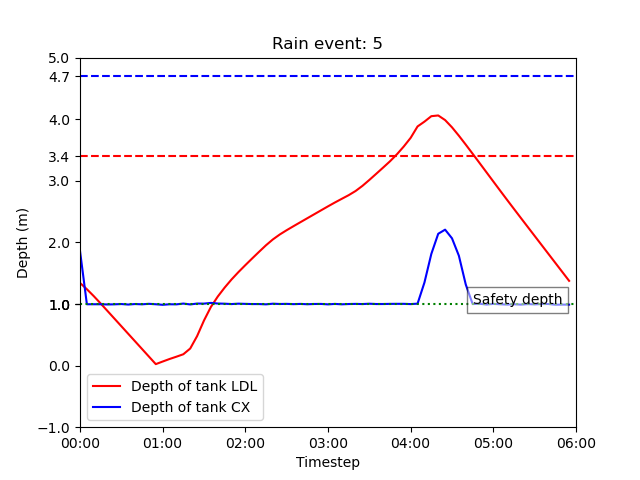 Rain event: 5
5.0
4.7
4.0
3.4
3.0
2.0
1.0
1.0
0.0
−1.0
Depth (m)
Safety depth
Depth of tank LDL
Depth of tank CX
00:00 01:00 02:00 03:00 04:00 05:00 06:00
Timestep